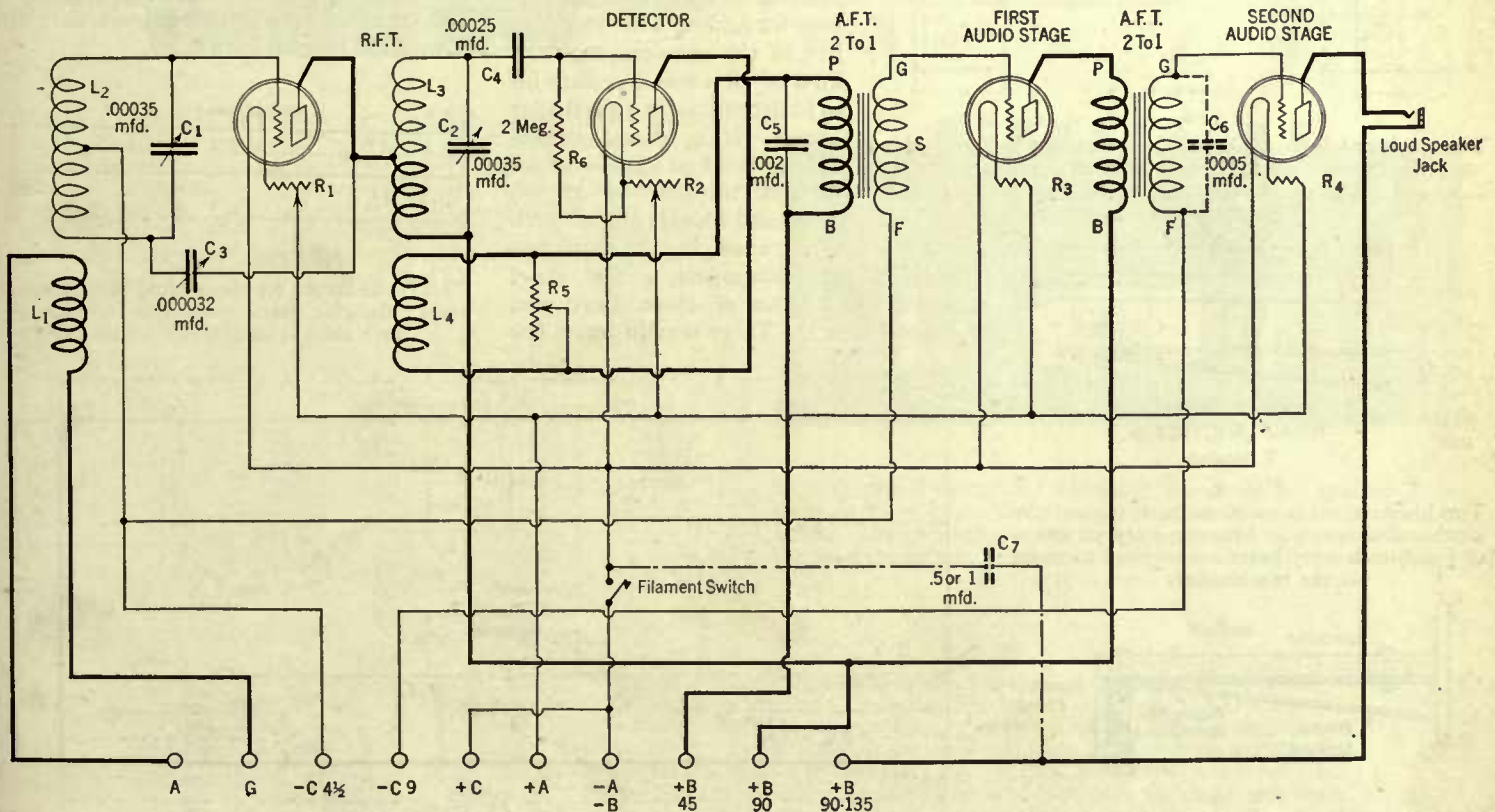 DETECTOR
A.F.T.
2 To 1
FIRST
AUDIO STAGE
A.F.T.
2 To 1
SECOND
AUDIO STAGE
R.F.T.
.00025
mfd.
C4
L2
.00035
mfd.
C1
R1
L3
C2
.00035
mfd.
2 Meg.
R6
R2
P
C5
.002
mfd.
B
G
S
F
R3
P
B
G
C6
.0005
mfd.
F
R4
Loud Speaker
Jack
C3
.000032
mfd.
L1
L4
R5
C7
.5 or 1
mfd.
Filament Switch
A
G
-C 4½
-C 9
+C
+A
-A
-B
+B
45
+B
90
+B
90-135